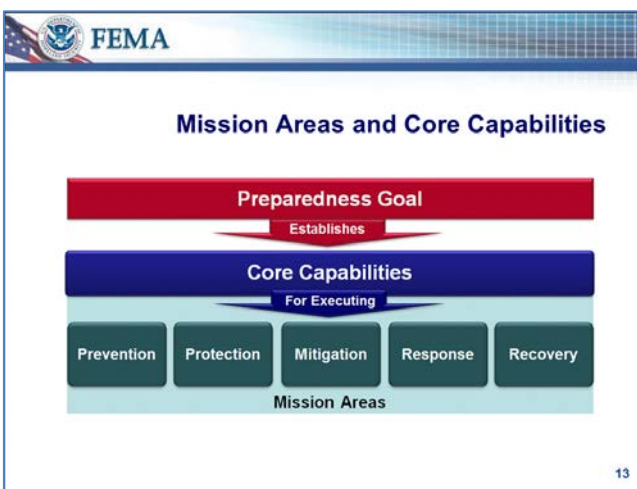 FEMA
Mission Areas and Core Capabilities
Preparedness Goal
Establishes
Core Capabilities
For Executing
Prevention
Protection
Mitigation
Response
Recovery
Mission Areas
13